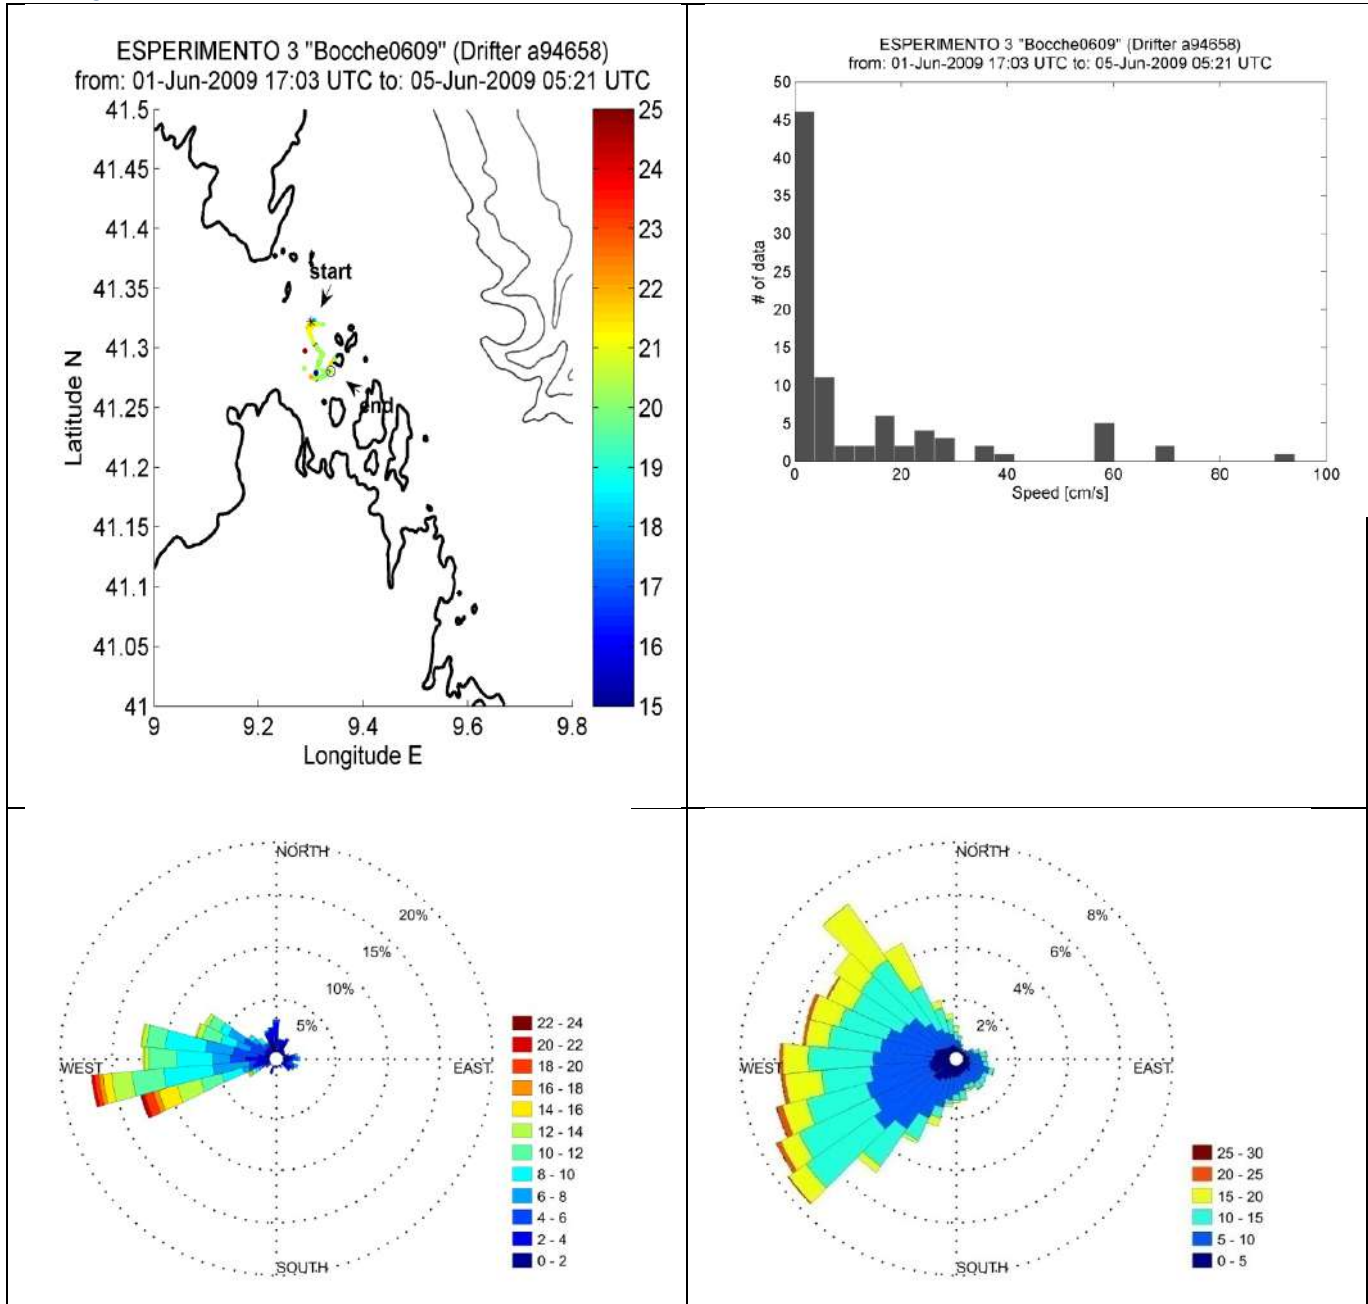 ESPERIMENTO 3 "Bocche0609" (Drifter a94658)
from: 01-Jun-2009 17:03 UTC to: 05-Jun-2009 05:21 UTC
41.5
41.45
41.4
41.35
41.3
41.25
41.2
41.15
41.1
41.05
41
Latitude N
9
9.2
9.4
9.6
9.8
Longitude E
start
end
25
24
23
22
21
20
19
18
17
16
15
ESPERIMENTO 3 "Bocche0609" (Drifter a94658)
from: 01-Jun-2009 17:03 UTC to: 05-Jun-2009 05:21 UTC
50
45
40
35
30
25
20
15
10
5
0
# of data
0
20
40
60
80
100
Speed [cm/s]
NORTH
20%
15%
10%
5%
WEST
EAST
SOUTH
22 - 24
20 - 22
18 - 20
16 - 18
14 - 16
12 - 14
10 - 12
8 - 10
6 - 8
4 - 6
2 - 4
0 - 2
NORTH
8%
6%
4%
2%
WEST
EAST
SOUTH
25 - 30
20 - 25
15 - 20
10 - 15
5 - 10
0 - 5